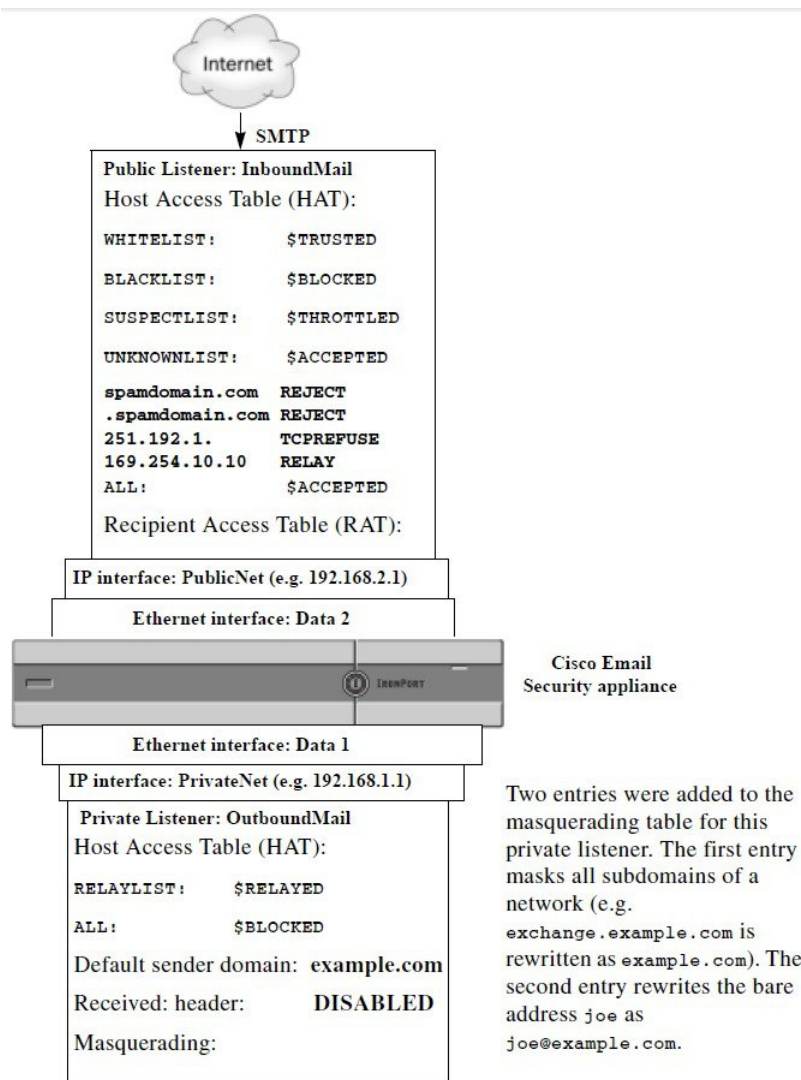 Internet
SMTP
Public Listener: InboundMail
Host Access Table (HAT):
WHITELIST: $TRUSTED
BLACKLIST: $BLOCKED
SUSPECTLIST: $THROTTLED
UNKNOWNLIST: $ACCEPTED
spamdomain.com REJECT
.spamdomain.com REJECT
251.192.1. TCPREFUSE
169.254.10.10 RELAY
ALL: $ACCEPTED
Recipient Access Table (RAT):
IP interface: PublicNet (e.g. 192.168.2.1)
Ethernet interface: Data 2
IRONPORT
Cisco Email
Security appliance
Ethernet interface: Data 1
IP interface: PrivateNet (e.g. 192.168.1.1)
Private Listener: OutboundMail
Host Access Table (HAT):
RELAYLIST: $RELAYED
ALL: $BLOCKED
Default sender domain: example.com
Received: header: DISABLED
Masquerading:
Two entries were added to the
masquerading table for this
private listener. The first entry
masks all subdomains of a
network (e.g.
exchange.example.com is
rewritten as example.com). The
second entry rewrites the bare
address joe as
joe@example.com.